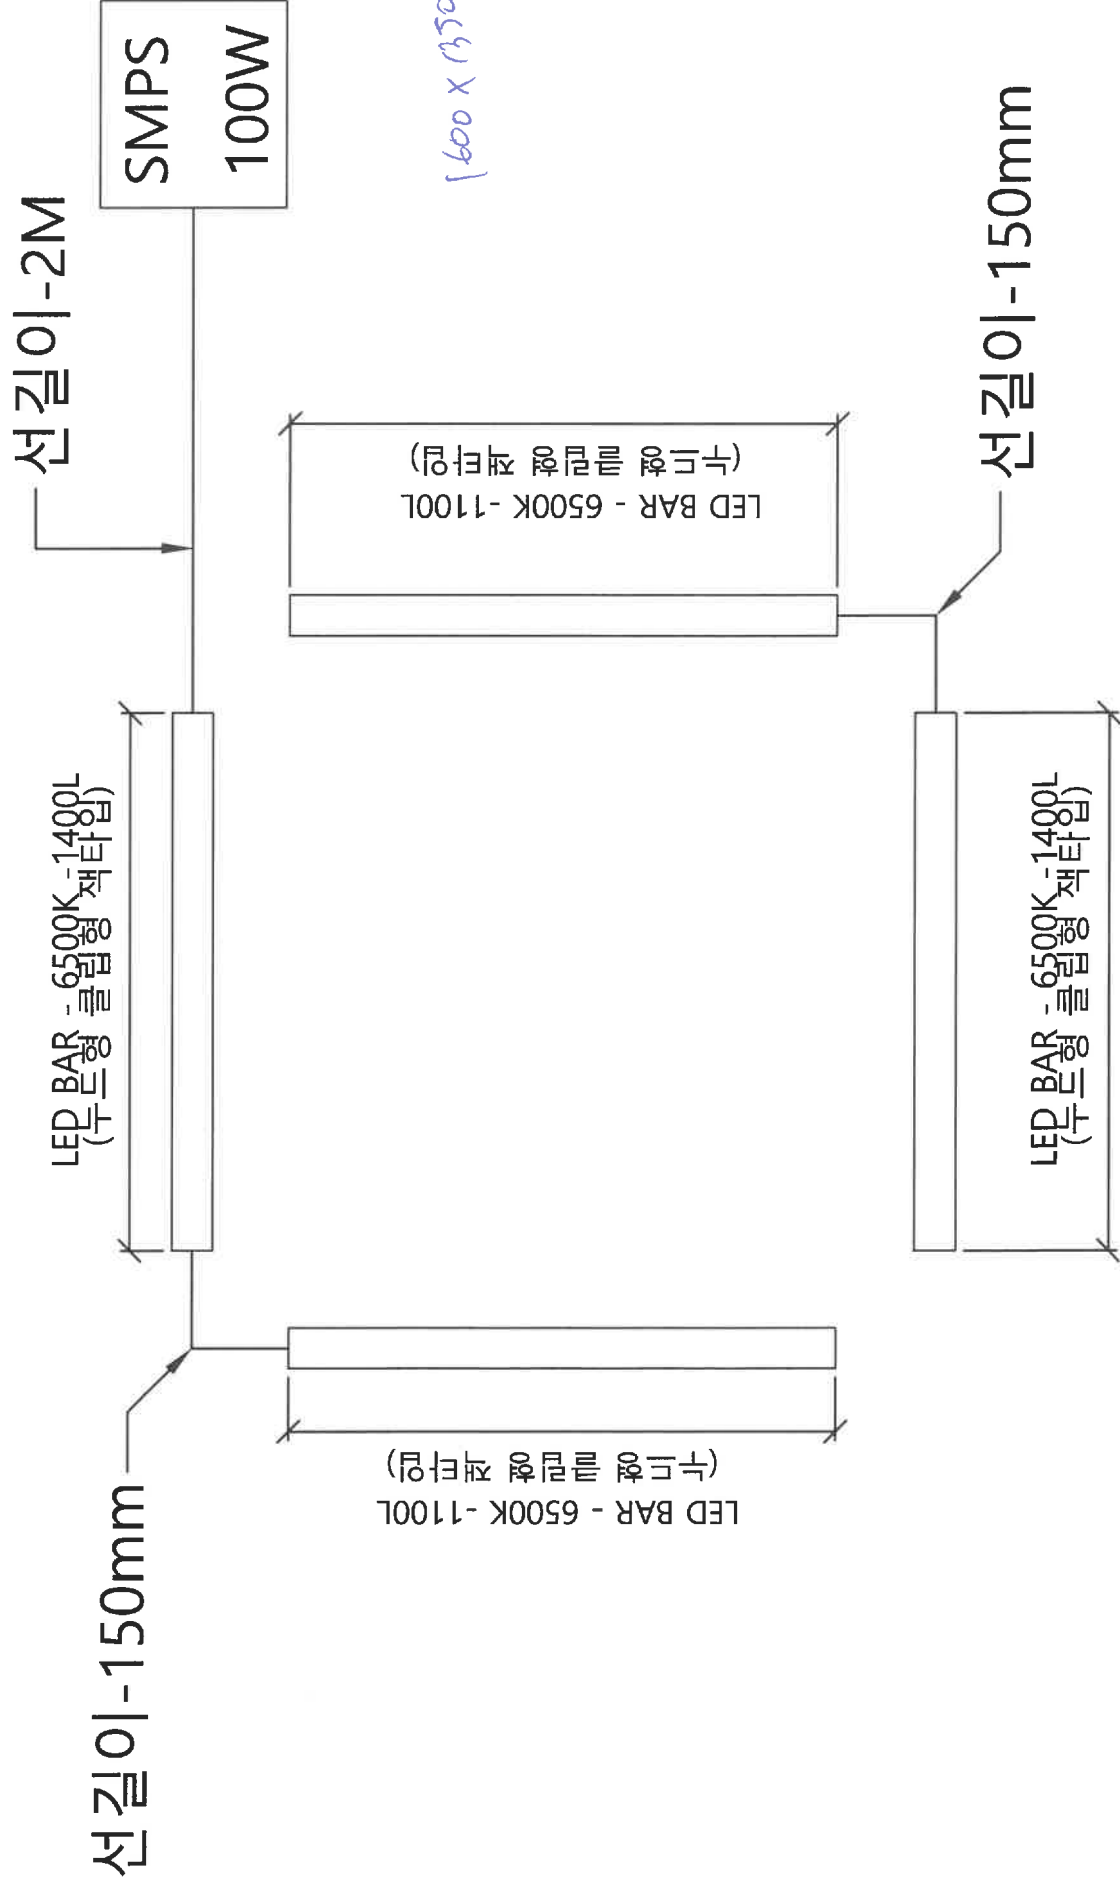 선길이-150mm
LED BAR - 6500K -1400L
(누드형 클립형 잭타입)
선길이-2M
SMPS
100W
LED BAR - 6500K -1100L
(누드형 클립형 잭타입)
LED BAR - 6500K -1100L
(누드형 클립형 잭타입)
1600 X 1350
LED BAR - 6500K -1400L
(누드형 클립형 잭타입)
선길이-150mm